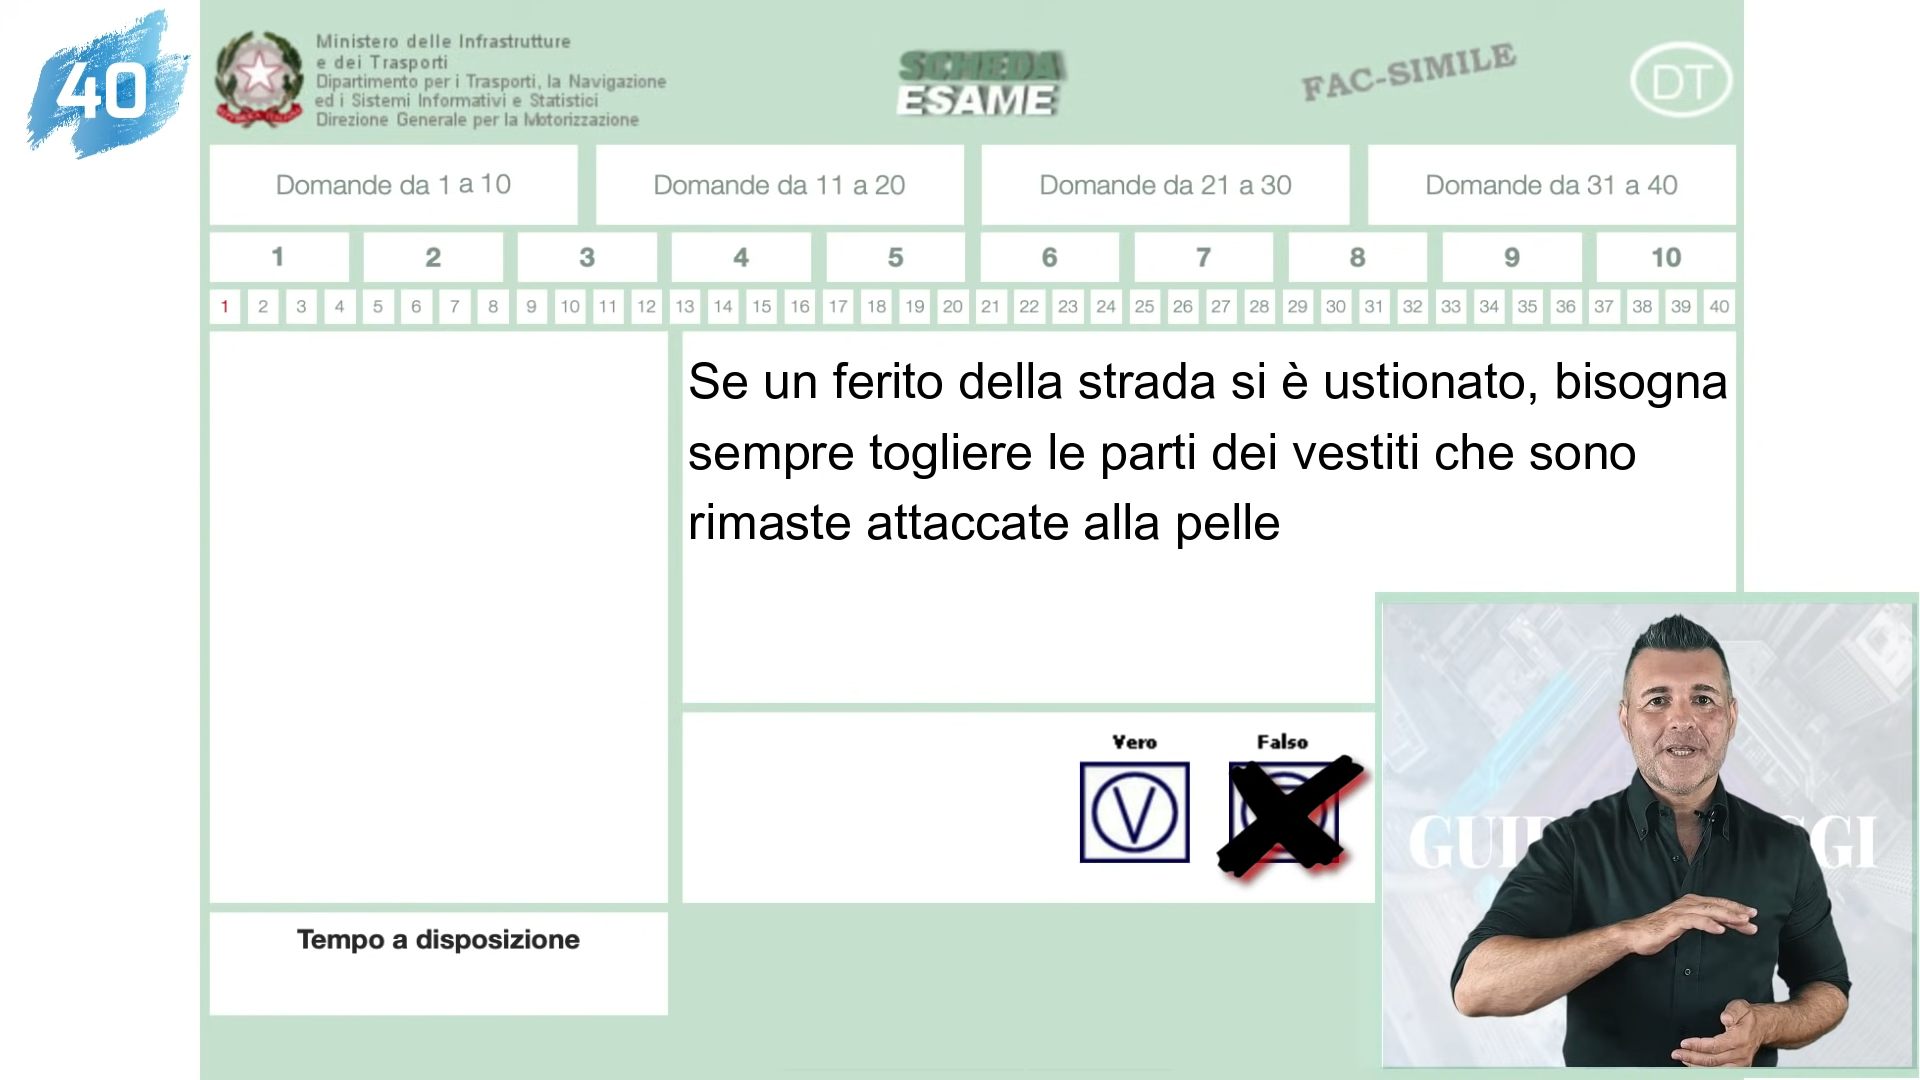 40
Ministero delle Infrastrutture
e dei Trasporti
Dipartimento per i Trasporti, la Navigazione
ed i Sistemi Informativi e Statistici
Direzione Generale per la Motorizzazione
SCHEDA
ESAME
FAC-SIMILE
DT
Domande da 1 a 10
Domande da 11 a 20
Domande da 21 a 30
Domande da 31 a 40
1 2 3 4 5 6 7 8 9 10
1 2 3 4 5 6 7 8 9 10 11 12 13 14 15 16 17 18 19 20 21 22 23 24 25 26 27 28 29 30 31 32 33 34 35 36 37 38 39 40
Se un ferito della strada si è ustionato, bisogna
sempre togliere le parti dei vestiti che sono
rimaste attaccate alla pelle
Vero
Falso
V
Tempo a disposizione